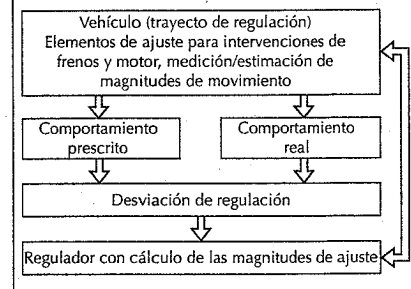 Vehículo (trayecto de regulación)
Elementos de ajuste para intervenciones de
frenos y motor, medición/estimación de
magnitudes de movimiento
Comportamiento
prescrito
Comportamiento
real
Desviación de regulación
Regulador con cálculo de las magnitudes de ajuste